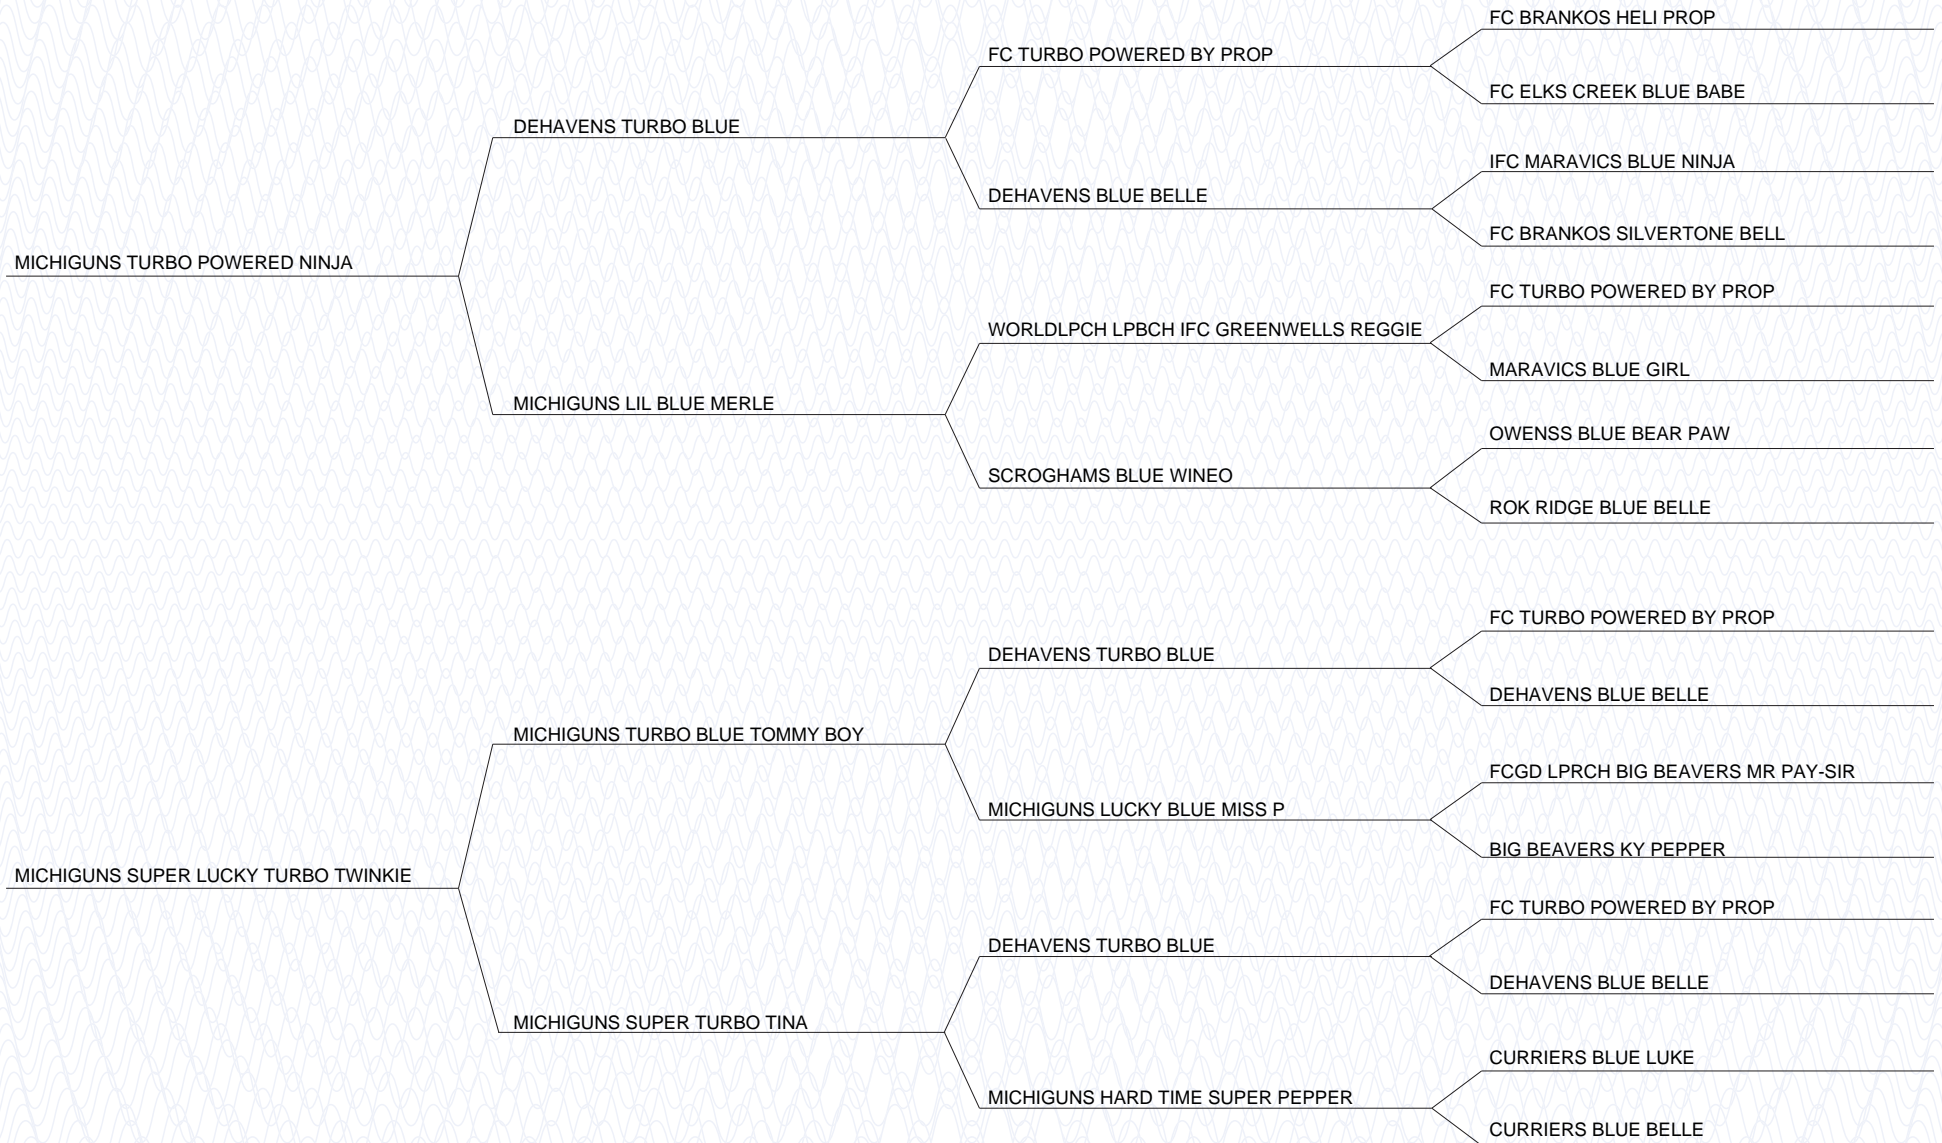 FC BRANKOS HELI PROP
FC TURBO POWERED BY PROP
FC ELKS CREEK BLUE BABE
DEHAVENS TURBO BLUE
IFC MARAVICS BLUE NINJA
DEHAVENS BLUE BELLE
FC BRANKOS SILVERTONE BELL
MICHIGUNS TURBO POWERED NINJA
FC TURBO POWERED BY PROP
WORLDLPCH LPBCH IFC GREENWELLS REGGIE
MARAVICS BLUE GIRL
MICHIGUNS LIL BLUE MERLE
OWENSS BLUE BEAR PAW
SCROGHAMS BLUE WINEO
ROK RIDGE BLUE BELLE
FC TURBO POWERED BY PROP
DEHAVENS TURBO BLUE
DEHAVENS BLUE BELLE
MICHIGUNS TURBO BLUE TOMMY BOY
FCGD LPRCH BIG BEAVERS MR PAY-SIR
MICHIGUNS LUCKY BLUE MISS P
BIG BEAVERS KY PEPPER
MICHIGUNS SUPER LUCKY TURBO TWINKIE
FC TURBO POWERED BY PROP
DEHAVENS TURBO BLUE
DEHAVENS BLUE BELLE
MICHIGUNS SUPER TURBO TINA
CURRIERS BLUE LUKE
MICHIGUNS HARD TIME SUPER PEPPER
CURRIERS BLUE BELLE